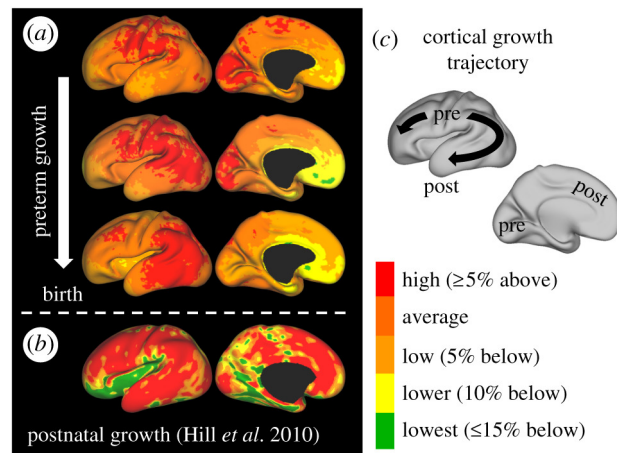 (a)
preterm growth
birth
(b)
postnatal growth (Hill et al. 2010)
(c)
cortical growth
trajectory
pre
post
post
pre
high (≥5% above)
average
low (5% below)
lower (10% below)
lowest (≤15% below)